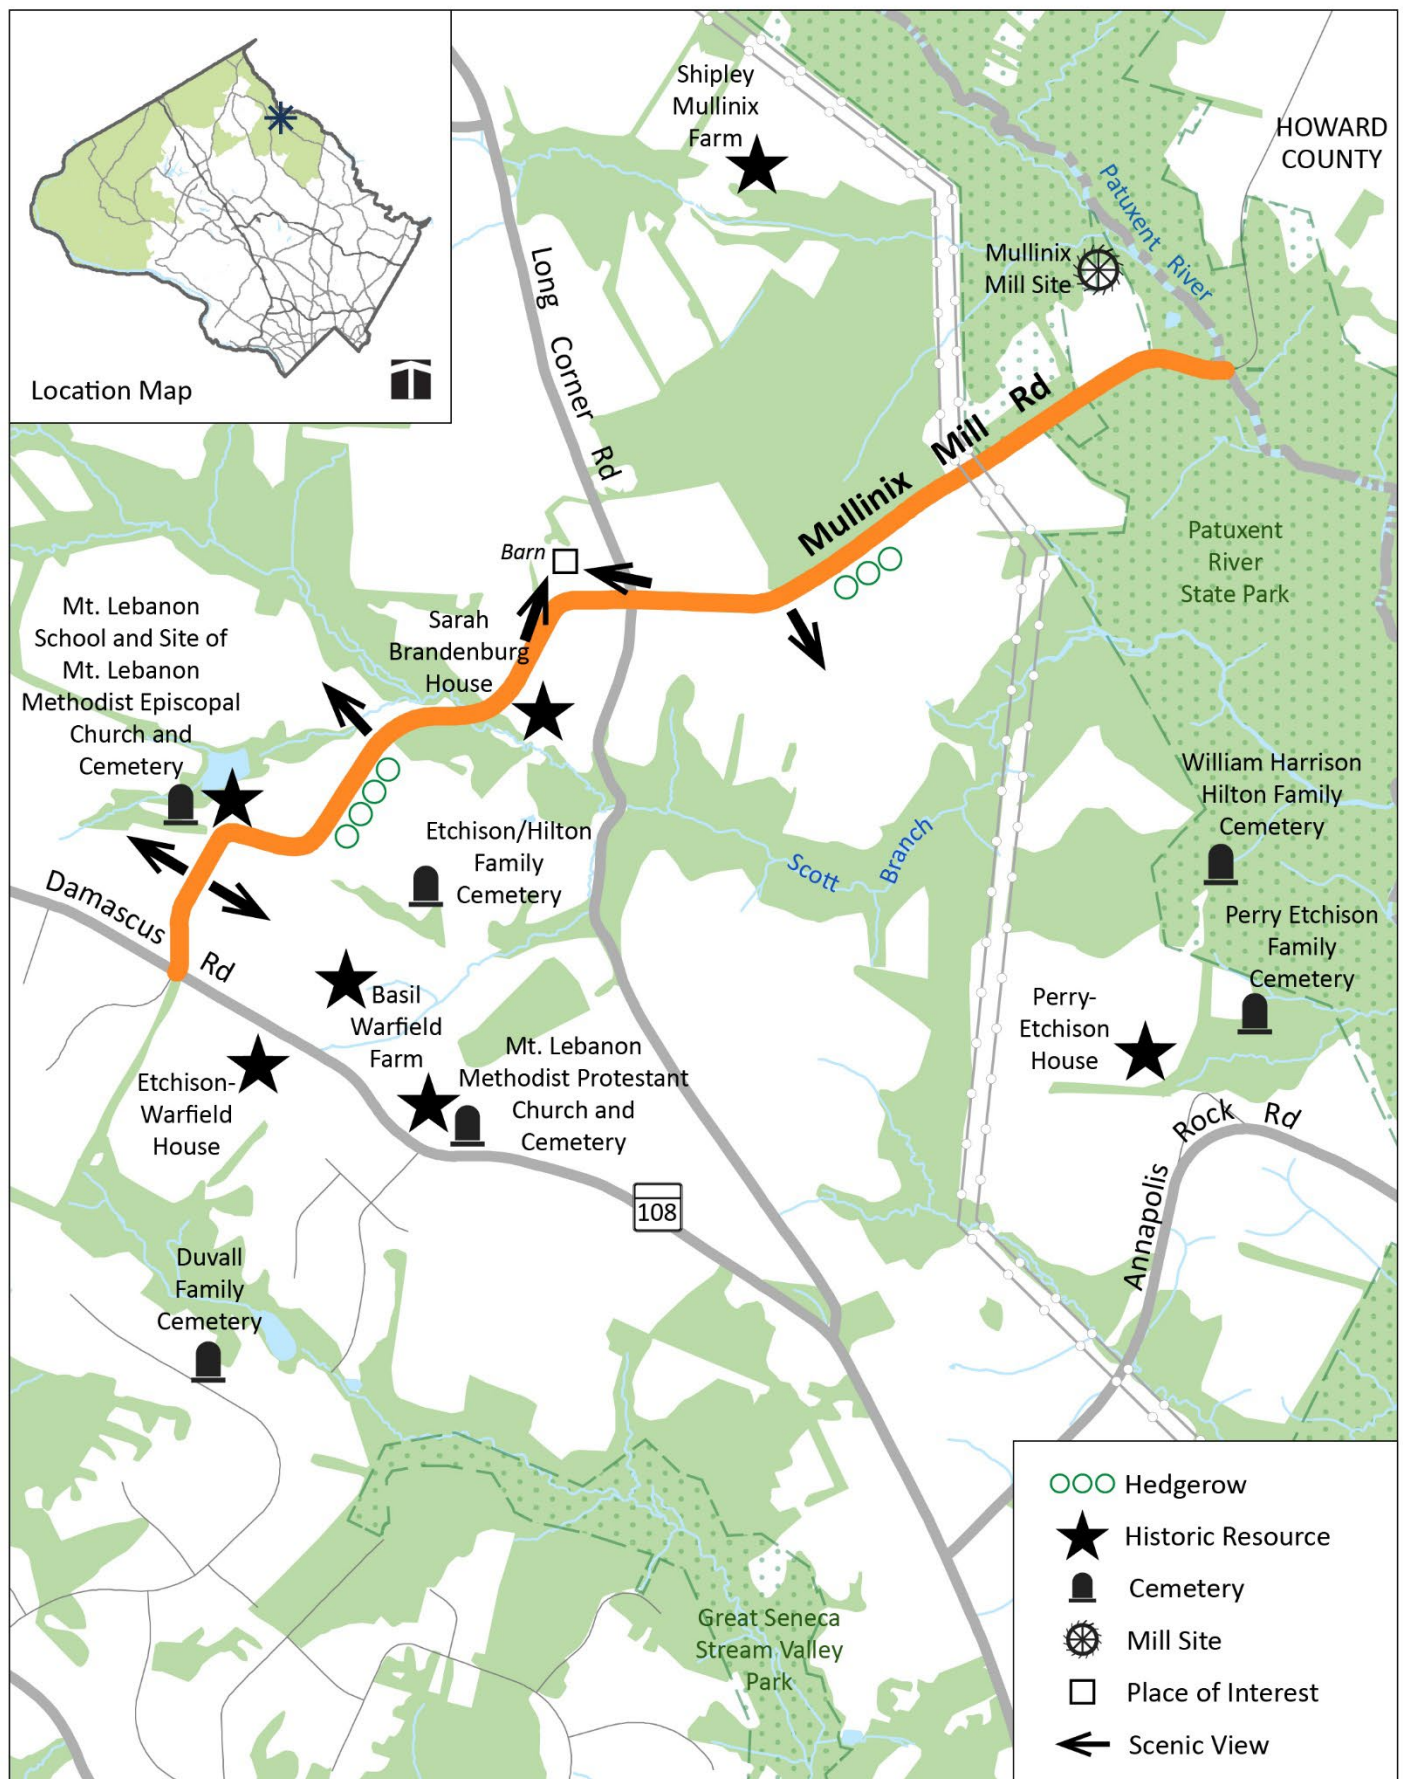 Location Map
Shipley
Mullinix
Farm
HOWARD
COUNTY
Patuxent River
Mullinix
Mill Site
Long Corner Rd
Mullinix Mill Rd
Patuxent
River
State Park
Barn
Sarah
Brandenburg
House
Mt. Lebanon
School and Site of
Mt. Lebanon
Methodist Episcopal
Church and
Cemetery
William Harrison
Hilton Family
Cemetery
Etchison/Hilton
Family
Cemetery
Scott Branch
Damascus Rd
Perry Etchison
Family
Cemetery
Basil
Warfield
Farm
Perry-
Etchison
House
Mt. Lebanon
Methodist Protestant
Church and
Cemetery
Etchison-
Warfield
House
Annapolis Rock Rd
108
Duvall
Family
Cemetery
Great Seneca
Stream Valley
Park
Hedgerow
Historic Resource
Cemetery
Mill Site
Place of Interest
Scenic View